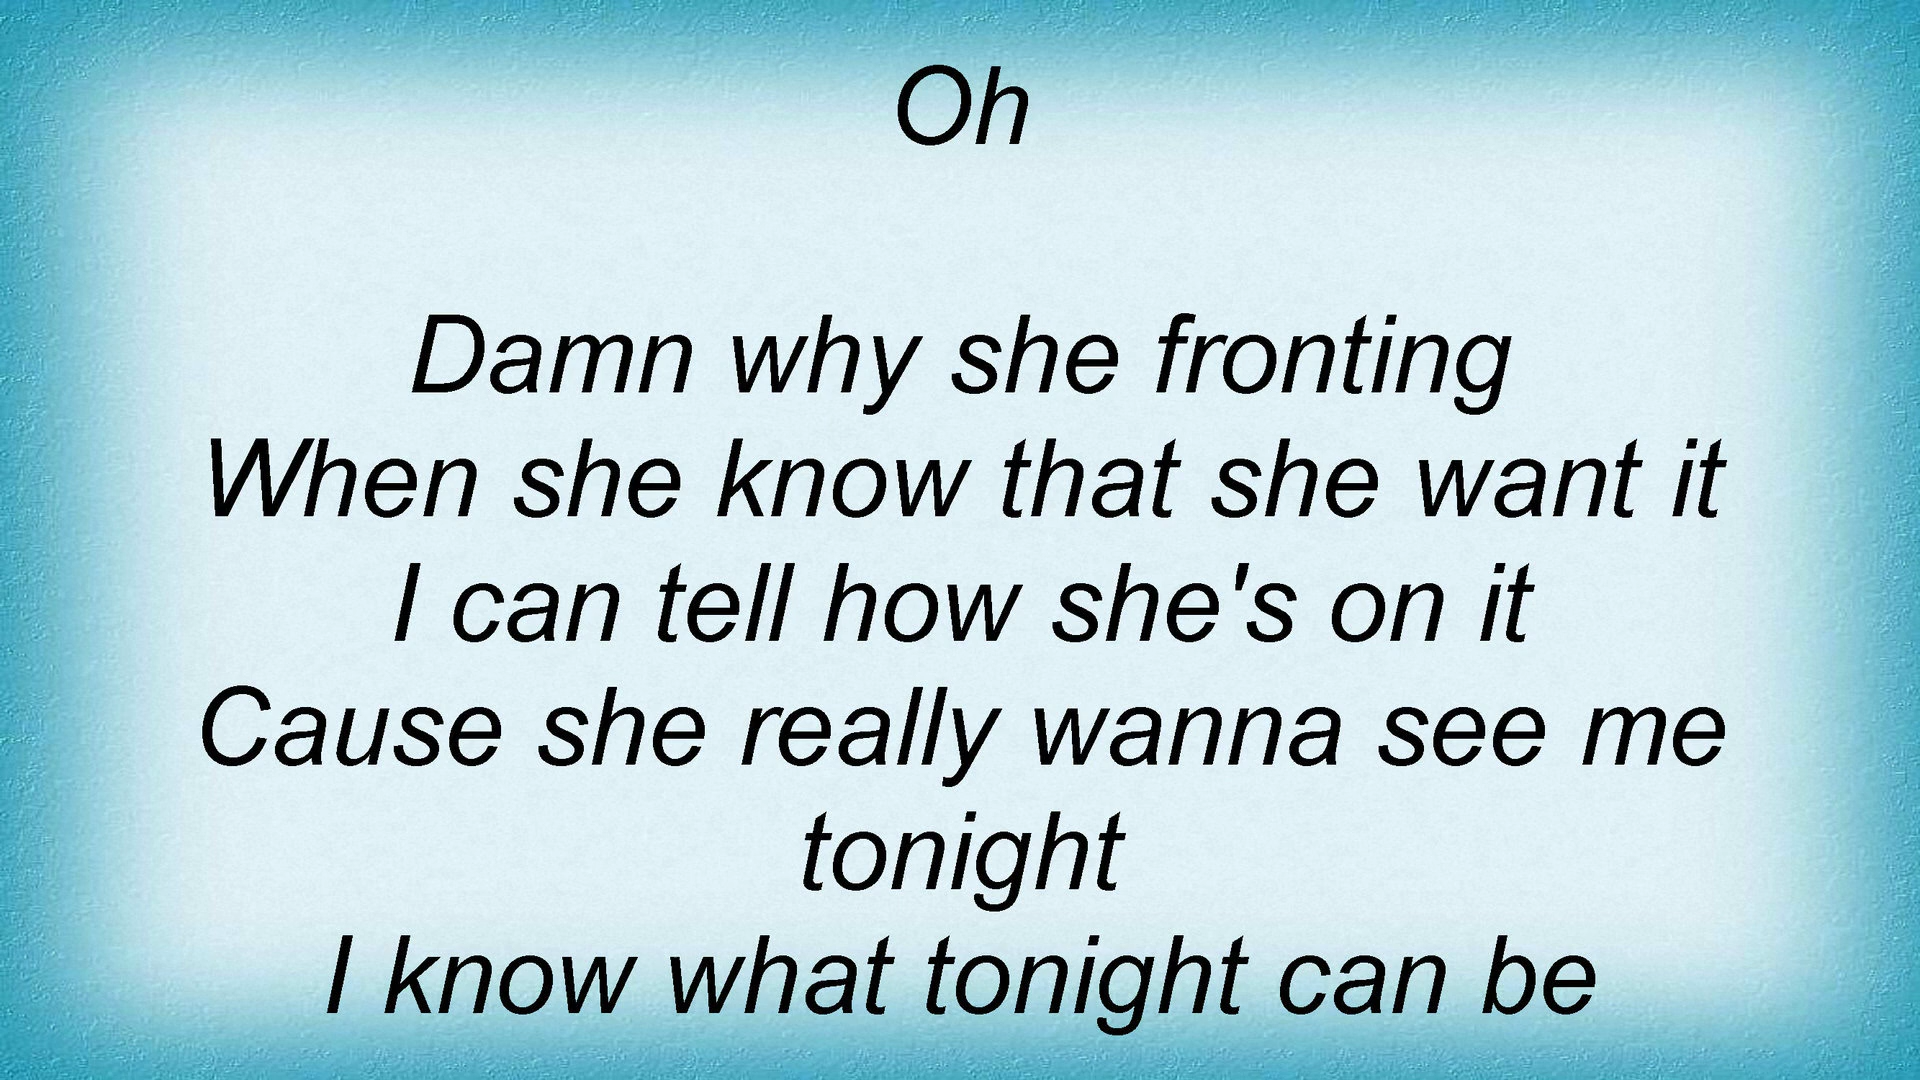 Oh
Damn why she fronting
When she know that she want it
I can tell how she's on it
Cause she really wanna see me
tonight
I know what tonight can be